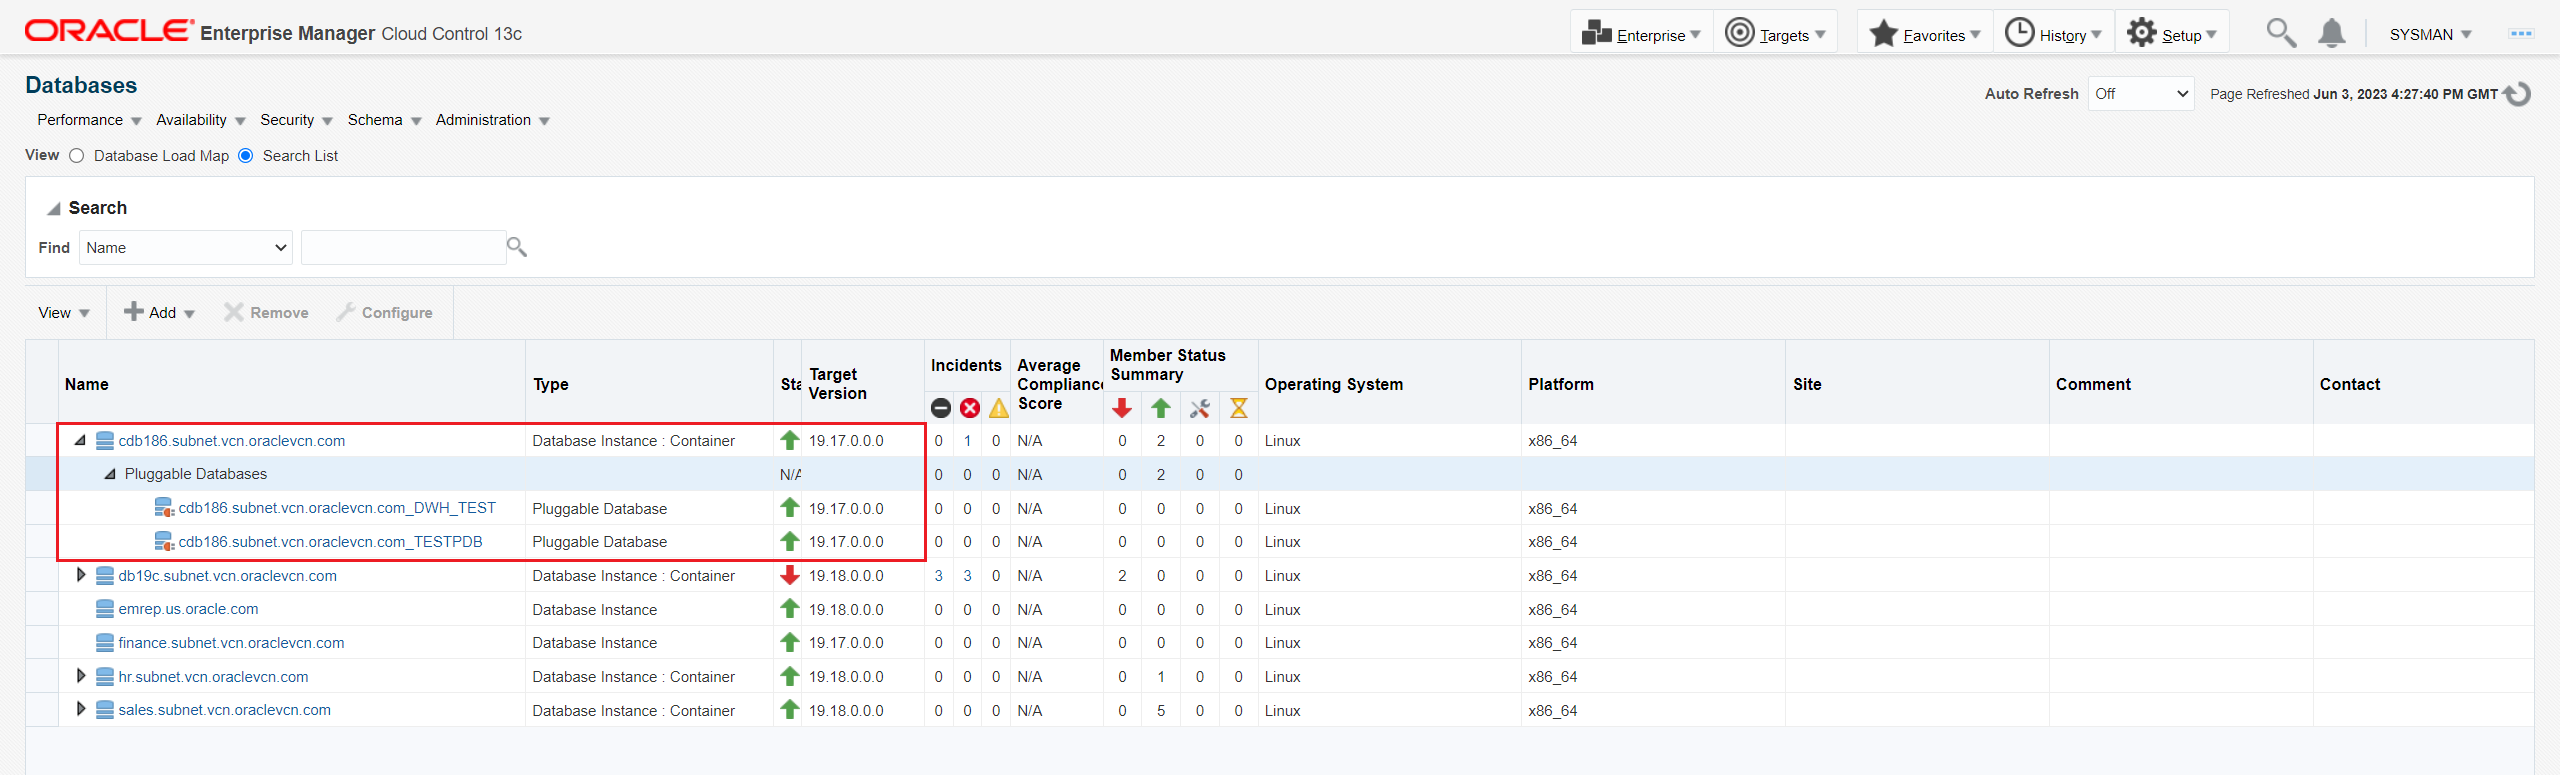 ORACLE Enterprise Manager Cloud Control 13c Enterprise Targets Favorites History Setup SYSMAN
Databases
Auto Refresh Off Page Refreshed Jun 3, 2023 4:27:40 PM GMT
Performance Availability Security Schema Administration
View Database Load Map Search List
Search
Find Name
View Add Remove Configure
Name Type Sta Target Version Incidents Average Compliance Score Member Status Summary Operating System Platform Site Comment Contact
cdb186.subnet.vcn.oraclevcn.com Database Instance : Container 19.17.0.0.0 0 1 0 N/A 0 2 0 0 Linux x86_64
Pluggable Databases N/A 0 0 0 N/A 0 2 0 0
cdb186.subnet.vcn.oraclevcn.com_DWH_TEST Pluggable Database 19.17.0.0.0 0 0 0 N/A 0 0 0 0 Linux x86_64
cdb186.subnet.vcn.oraclevcn.com_TESTPDB Pluggable Database 19.17.0.0.0 0 0 0 N/A 0 0 0 0 Linux x86_64
db19c.subnet.vcn.oraclevcn.com Database Instance : Container 19.18.0.0.0 3 3 0 N/A 2 0 0 0 Linux x86_64
emrep.us.oracle.com Database Instance 19.18.0.0.0 0 0 0 N/A 0 0 0 0 Linux x86_64
finance.subnet.vcn.oraclevcn.com Database Instance 19.17.0.0.0 0 0 0 N/A 0 0 0 0 Linux x86_64
hr.subnet.vcn.oraclevcn.com Database Instance : Container 19.18.0.0.0 0 0 0 N/A 0 1 0 0 Linux x86_64
sales.subnet.vcn.oraclevcn.com Database Instance : Container 19.18.0.0.0 0 0 0 N/A 0 5 0 0 Linux x86_64